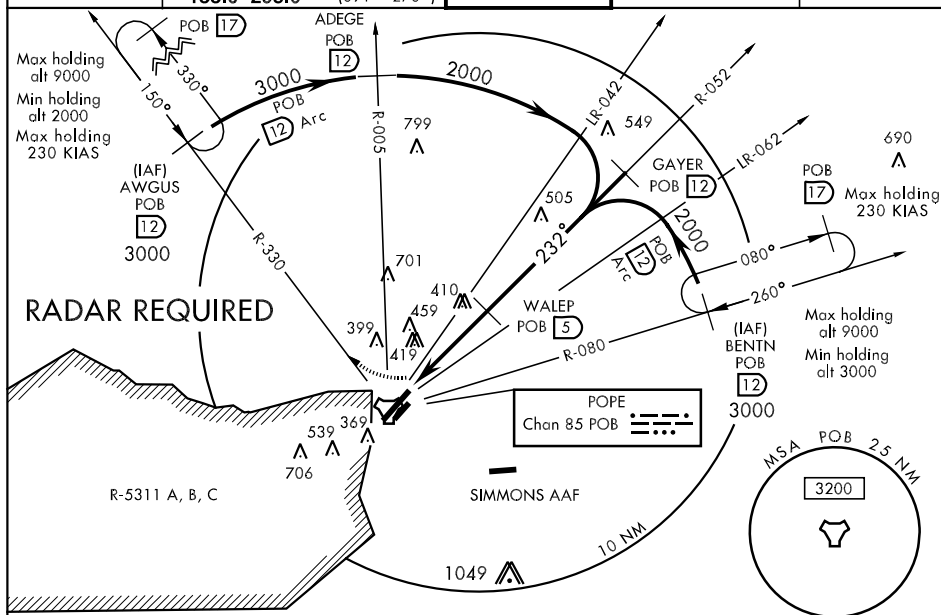 POB 17
ADEGE
POB
12
Max holding
alt 9000
Min holding
alt 2000
Max holding
230 KIAS
330°
150°
3000
POB
12 Arc
2000
R-005
LR-042
R-052
LR-062
799
549
690
GAYER
POB 12
POB
17
Max holding
230 KIAS
(IAF)
AWGUS
POB
12
3000
R-330
505
232°
2000
POB
12
Arc
080°
260°
701
410
459
399
419
WALEP
POB 5
R-080
RADAR REQUIRED
(IAF)
BENTN
POB
12
3000
Max holding
alt 9000
Min holding
alt 3000
POPE
Chan 85 POB
369
539
706
R-5311 A, B, C
SIMMONS AAF
10 NM
1049
MSA POB 25 NM
3200